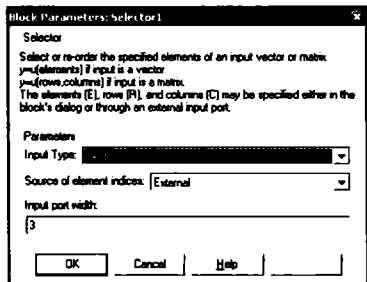 Block Parameters: Selector1
Selector
Select or re-order the specified elements of an input vector or matrix.
y=u(elements) if input is a vector.
y=u(rows,columns) if input is a matrix.
The elements [E], rows [R], and columns [C] may be specified either in the
block's dialog or through an external input port.
Parameters
Input Type:
Source of element indices: External
Input port width:
3
OK Cancel Help